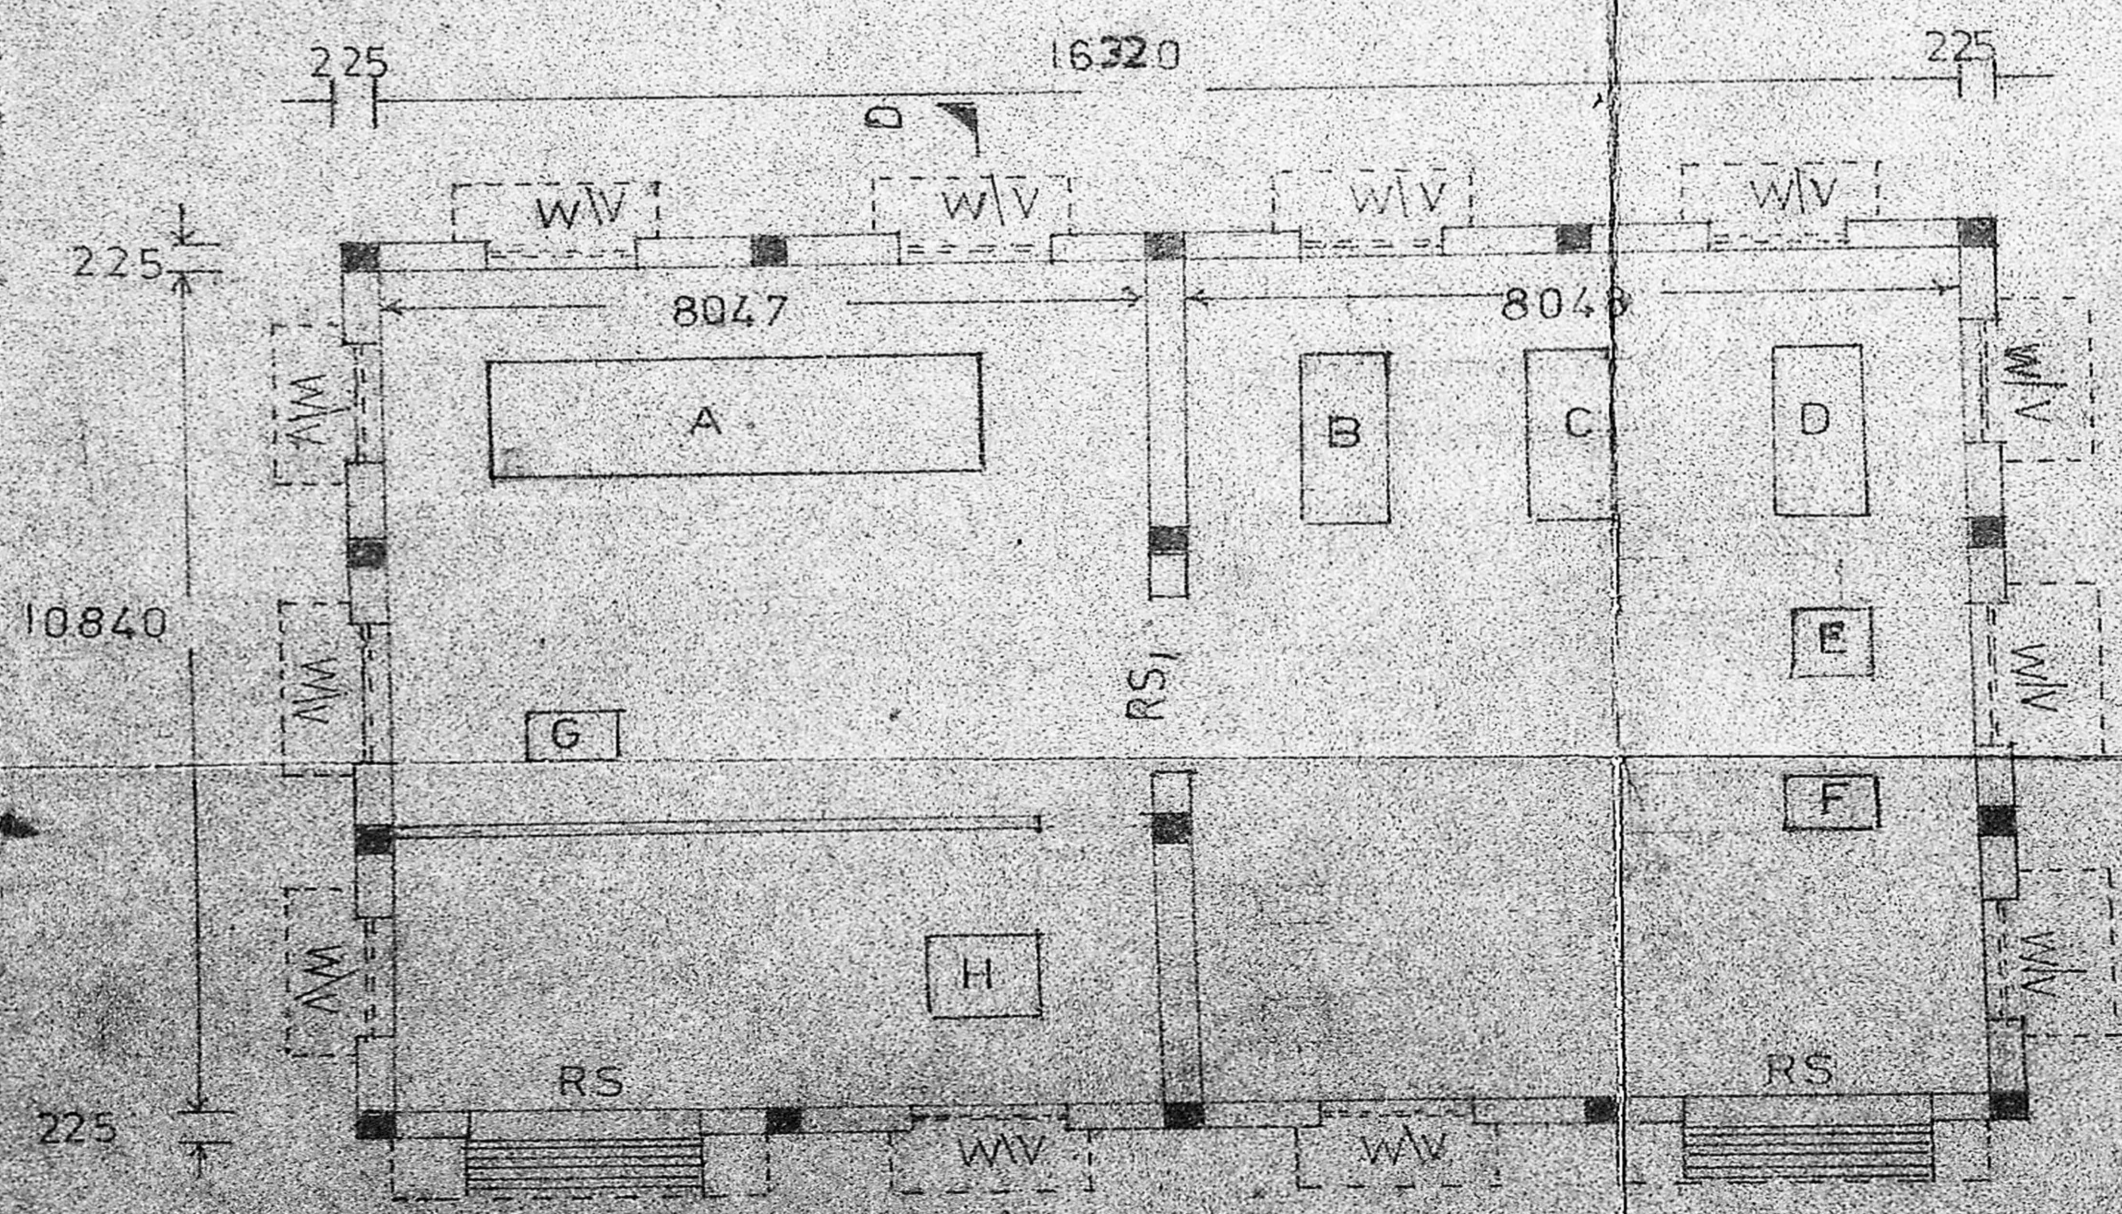 225 16320 225
D
W/V W/V W/V W/V
225
8047 8048
W/V W/V
A B C D
10840
E
W/V RS1 W/V
G
F
W/V H W/V
RS RS
225
W/V W/V